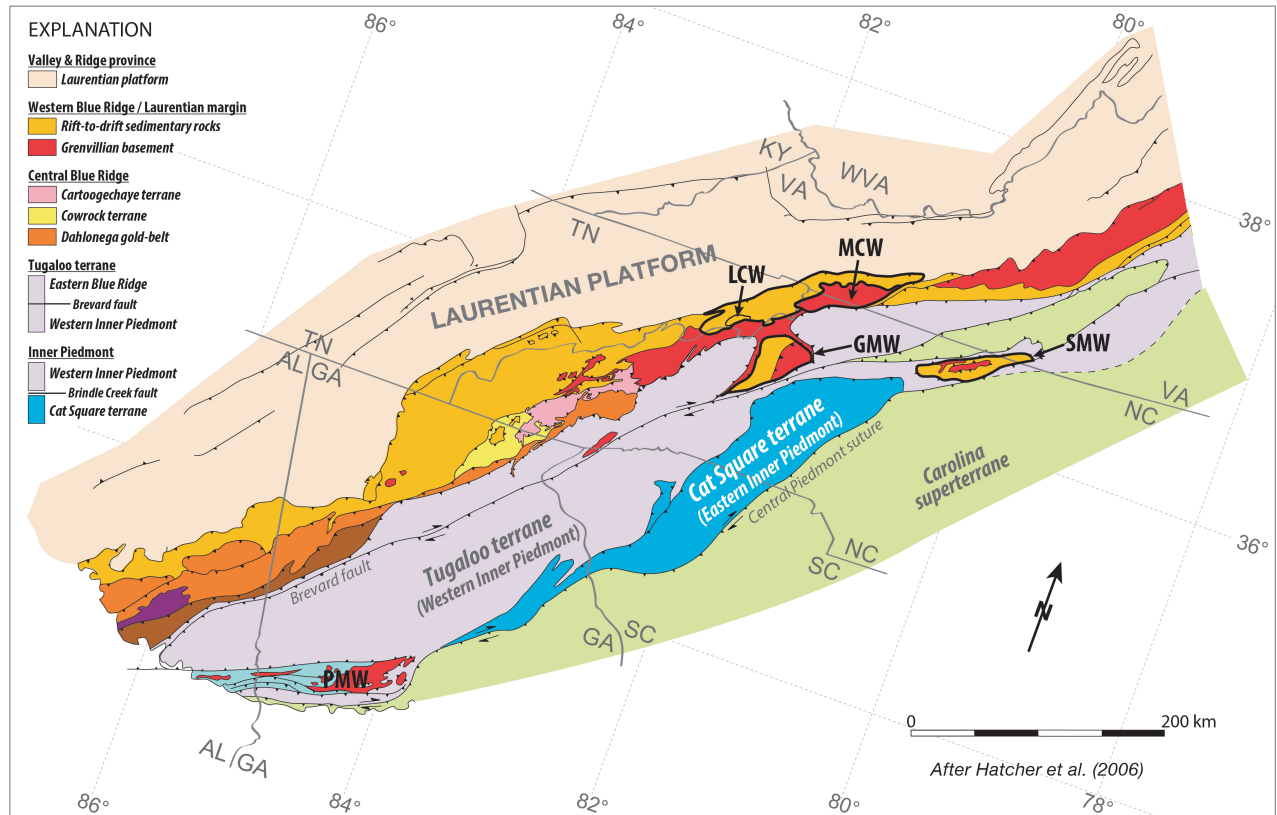 EXPLANATION
Valley & Ridge province
Laurentian platform
Western Blue Ridge / Laurentian margin
Rift-to-drift sedimentary rocks
Grenvillian basement
Central Blue Ridge
Cartoogechaye terrane
Cowrock terrane
Dahlonega gold-belt
Tugaloo terrane
Eastern Blue Ridge
Brevard fault
Western Inner Piedmont
Inner Piedmont
Western Inner Piedmont
Brindle Creek fault
Cat Square terrane
86°
84°
82°
80°
38°
36°
KY
VA
WVA
TN
LAURENTIAN PLATFORM
LCW
MCW
GMW
SMW
TN
AL
GA
VA
NC
Cat Square terrane
(Eastern Inner Piedmont)
Central Piedmont suture
Carolina
superterrane
Tugaloo terrane
(Western Inner Piedmont)
Brevard fault
NC
SC
GA
SC
PMW
AL
GA
N
0
200 km
After Hatcher et al. (2006)
86°
84°
82°
80°
78°